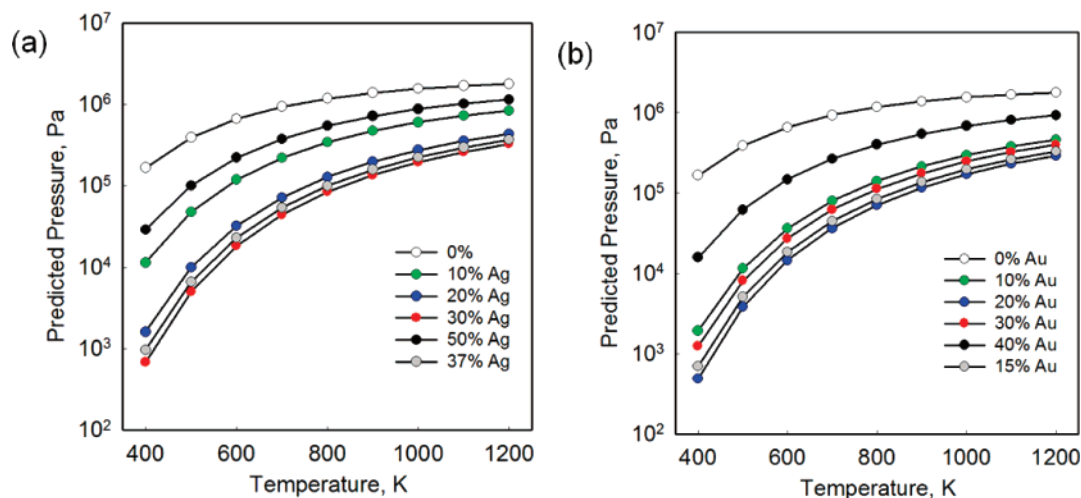 (a)
Predicted Pressure, Pa
10⁷
10⁶
10⁵
10⁴
10³
10²
0%
10% Ag
20% Ag
30% Ag
50% Ag
37% Ag
400 600 800 1000 1200
Temperature, K
(b)
Predicted Pressure, Pa
10⁷
10⁶
10⁵
10⁴
10³
10²
0% Au
10% Au
20% Au
30% Au
40% Au
15% Au
400 600 800 1000 1200
Temperature, K